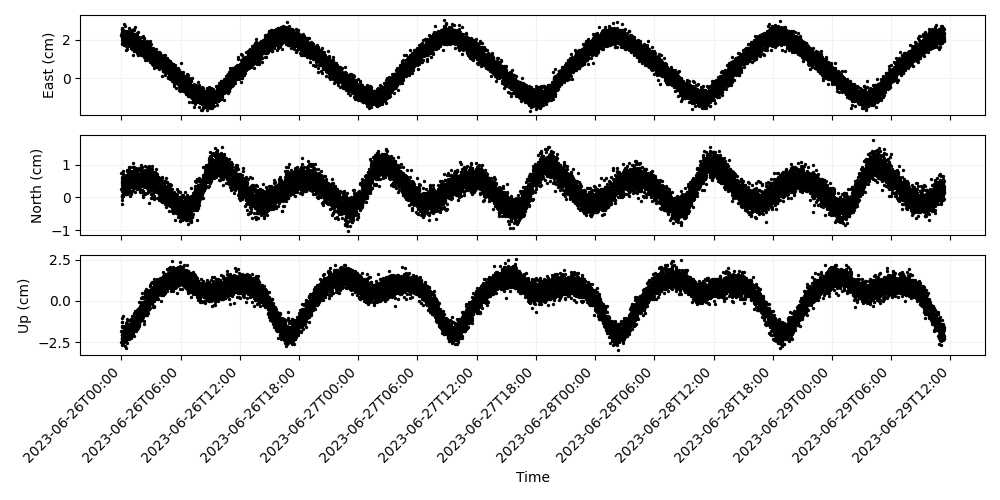 East (cm)
2
0
North (cm)
1
0
−1
Up (cm)
2.5
0.0
−2.5
2023-06-26T00:00
2023-06-26T06:00
2023-06-26T12:00
2023-06-26T18:00
2023-06-27T00:00
2023-06-27T06:00
2023-06-27T12:00
2023-06-27T18:00
2023-06-28T00:00
2023-06-28T06:00
2023-06-28T12:00
2023-06-28T18:00
2023-06-29T00:00
2023-06-29T06:00
2023-06-29T12:00
Time